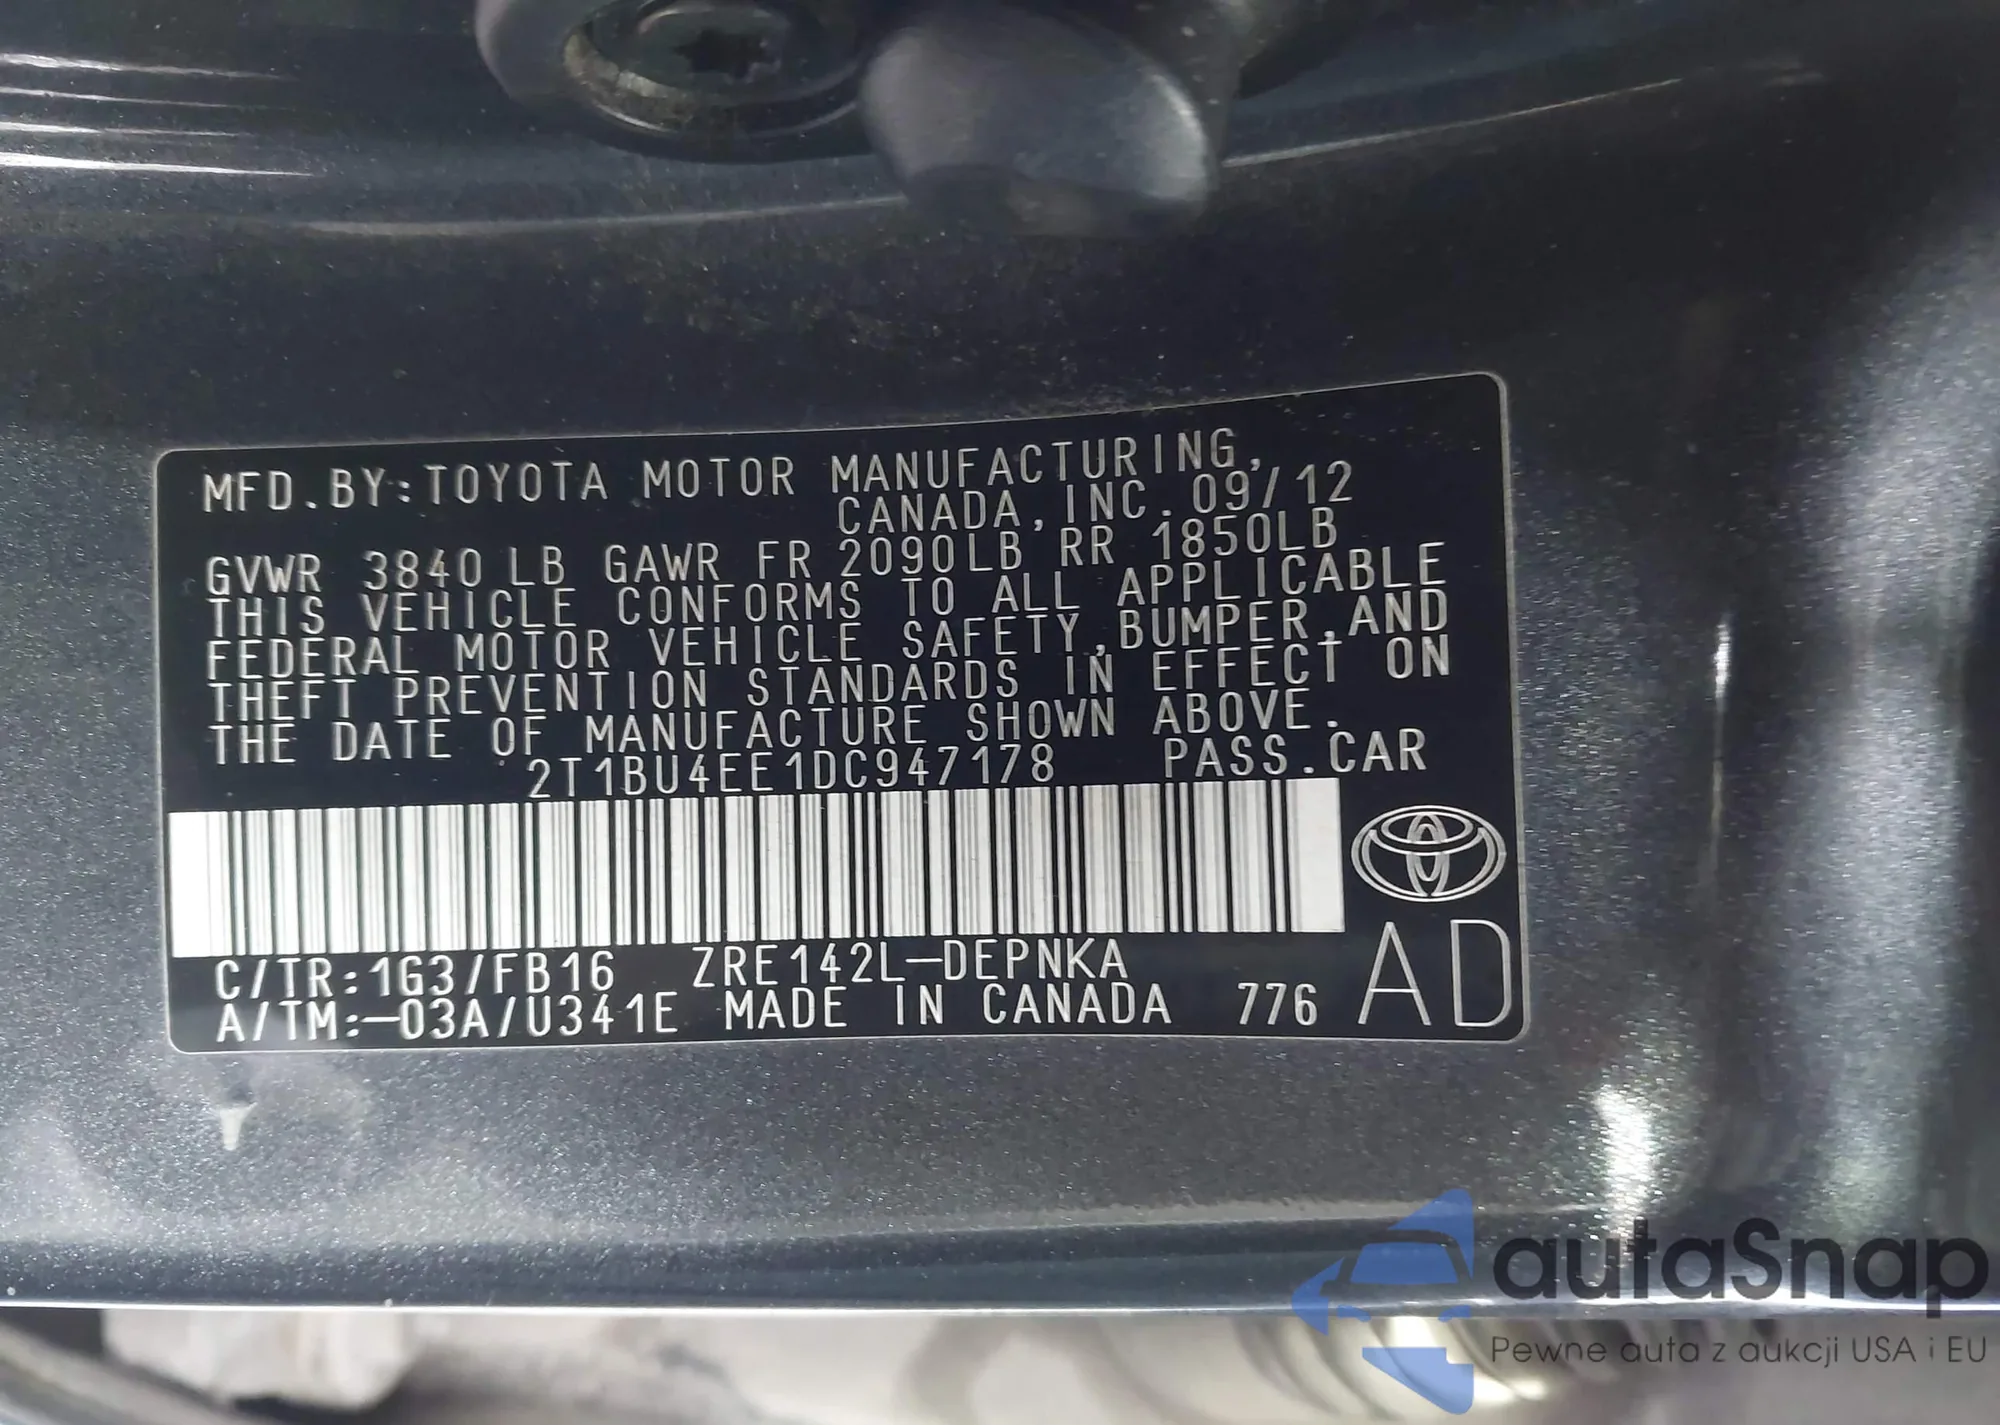 MFD.BY:TOYOTA MOTOR MANUFACTURING,
CANADA,INC.09/12
GVWR 3840 LB GAWR FR 2090LB RR 1850LB
THIS VEHICLE CONFORMS TO ALL APPLICABLE
FEDERAL MOTOR VEHICLE SAFETY,BUMPER,AND
THEFT PREVENTION STANDARDS IN EFFECT ON
THE DATE OF MANUFACTURE SHOWN ABOVE.
2T1BU4EE1DC947178 PASS.CAR
C/TR:1G3/FB16 ZRE142L-DEPNKA
A/TM:-03A/U341E MADE IN CANADA 776 AD
autaSnap
Pewne auta z aukcji USA i EU